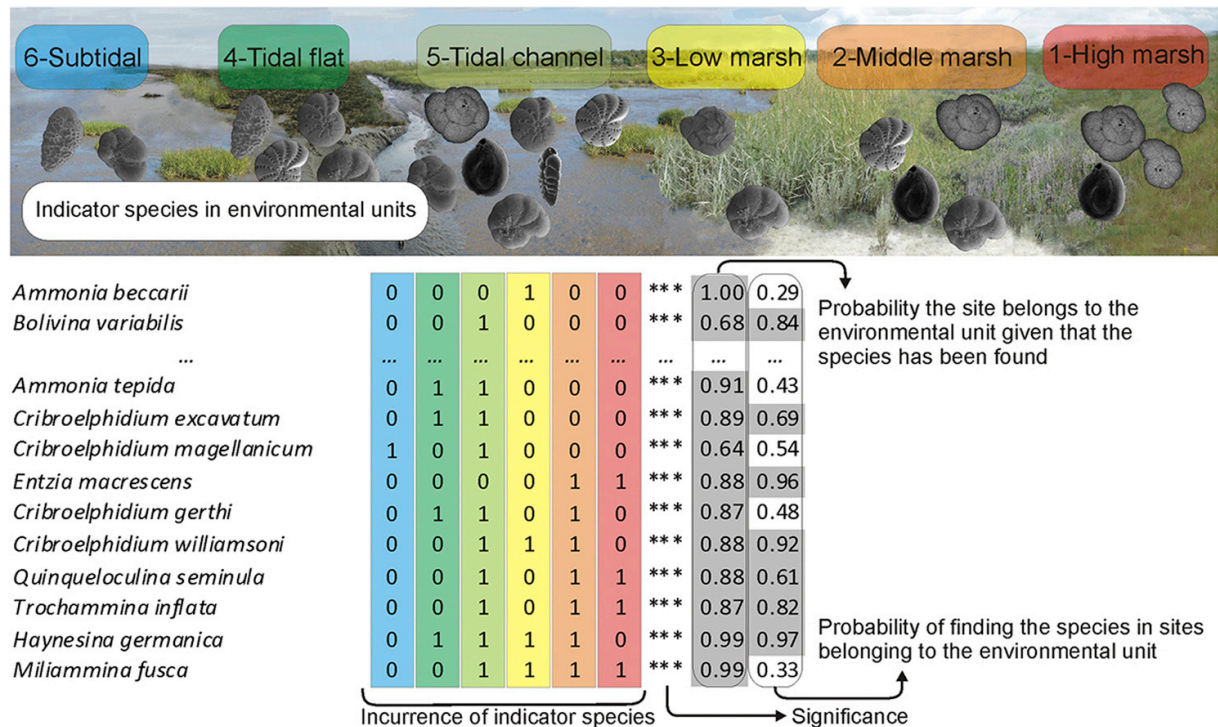 6-Subtidal 4-Tidal flat 5-Tidal channel 3-Low marsh 2-Middle marsh 1-High marsh
Indicator species in environmental units
Ammonia beccarii 0 0 0 1 0 0 *** 1.00 0.29
Bolivina variabilis 0 0 1 0 0 0 *** 0.68 0.84
... ... ... ... ... ... ... ... ... ...
Ammonia tepida 0 1 1 0 0 0 *** 0.91 0.43
Cribroelphidium excavatum 0 1 1 0 0 0 *** 0.89 0.69
Cribroelphidium magellanicum 1 0 1 0 0 0 *** 0.64 0.54
Entzia macrescens 0 0 0 0 1 1 *** 0.88 0.96
Cribroelphidium gerthi 0 1 1 0 1 0 *** 0.87 0.48
Cribroelphidium williamsoni 0 0 1 1 1 0 *** 0.88 0.92
Quinqueloculina seminula 0 0 1 0 1 1 *** 0.88 0.61
Trochammina inflata 0 0 1 0 1 1 *** 0.87 0.82
Haynesina germanica 0 1 1 1 1 0 *** 0.99 0.97
Miliammina fusca 0 0 1 1 1 1 *** 0.99 0.33
Probability the site belongs to the
environmental unit given that the
species has been found
Probability of finding the species in sites
belonging to the environmental unit
Incurrence of indicator species
Significance